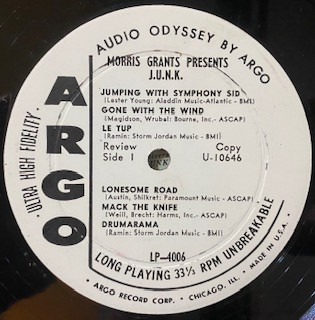 AUDIO ODYSSEY BY ARGO
ULTRA HIGH FIDELITY
ARGO
MORRIS GRANTS PRESENTS
J.U.N.K.
JUMPING WITH SYMPHONY SID
(Lester Young: Aladdin Music-Atlantic - BMI)
GONE WITH THE WIND
(Magidson, Wrubal: Bourne, Inc. - ASCAP)
LE TUP
(Ramin: Storm Jordan Music - BMI)
Review Copy
Side I U-10646
LONESOME ROAD
(Austin, Shilkret: Paramount Music - ASCAP)
MACK THE KNIFE
(Weill, Brecht: Harms, Inc. - ASCAP)
DRUMARAMA
(Ramin: Storm Jordan Music - BMI)
LP-4006
LONG PLAYING 33⅓ RPM UNBREAKABLE
ARGO RECORD CORP. • CHICAGO, ILL. • MADE IN U.S.A.